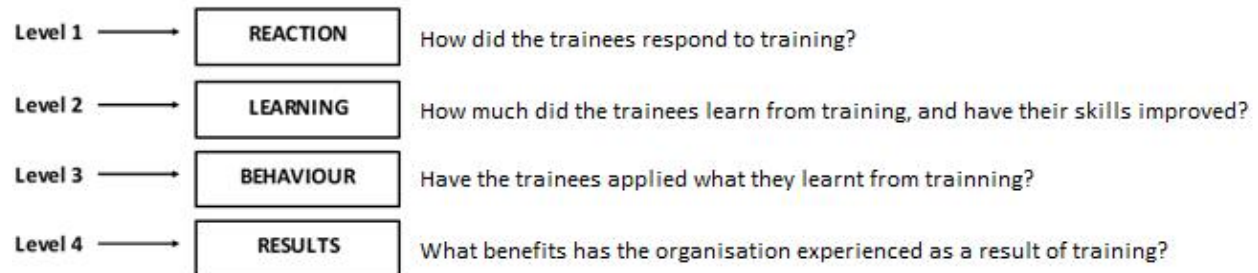 Level 1 REACTION How did the trainees respond to training?
Level 2 LEARNING How much did the trainees learn from training, and have their skills improved?
Level 3 BEHAVIOUR Have the trainees applied what they learnt from trainning?
Level 4 RESULTS What benefits has the organisation experienced as a result of training?